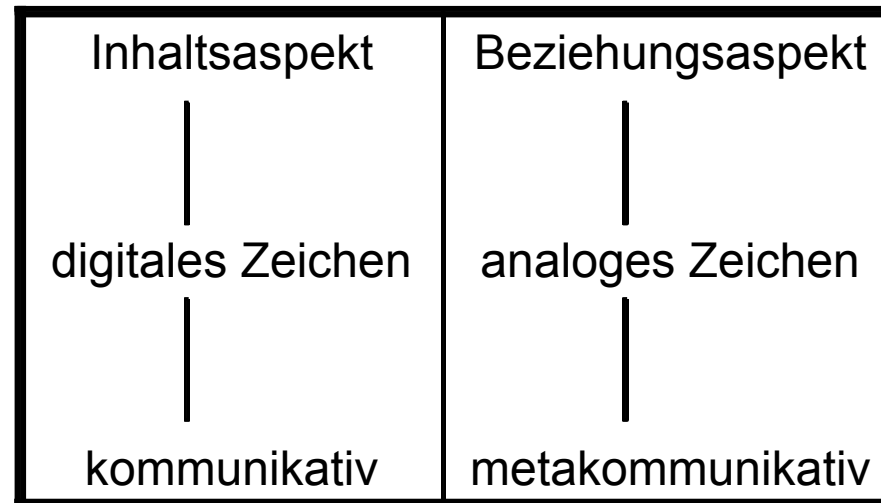 Inhaltsaspekt
Beziehungsaspekt
digitales Zeichen
analoges Zeichen
kommunikativ
metakommunikativ